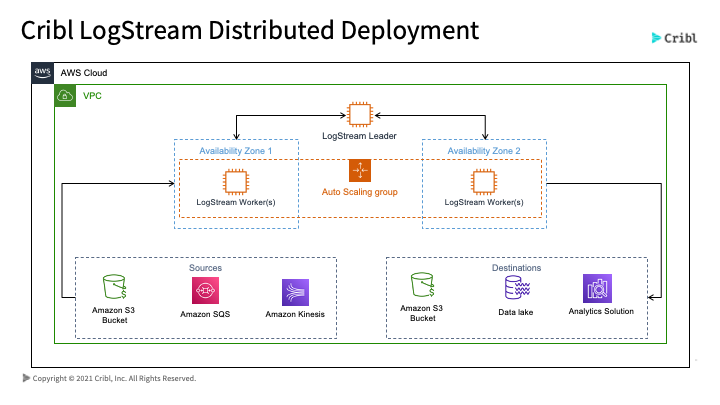 Cribl LogStream Distributed Deployment
Cribl
aws
AWS Cloud
VPC
LogStream Leader
Availability Zone 1
Availability Zone 2
LogStream Worker(s)
Auto Scaling group
LogStream Worker(s)
Sources
Amazon S3
Bucket
Amazon SQS
Amazon Kinesis
Destinations
Amazon S3
Bucket
Data lake
Analytics Solution
Copyright © 2021 Cribl, Inc. All Rights Reserved.